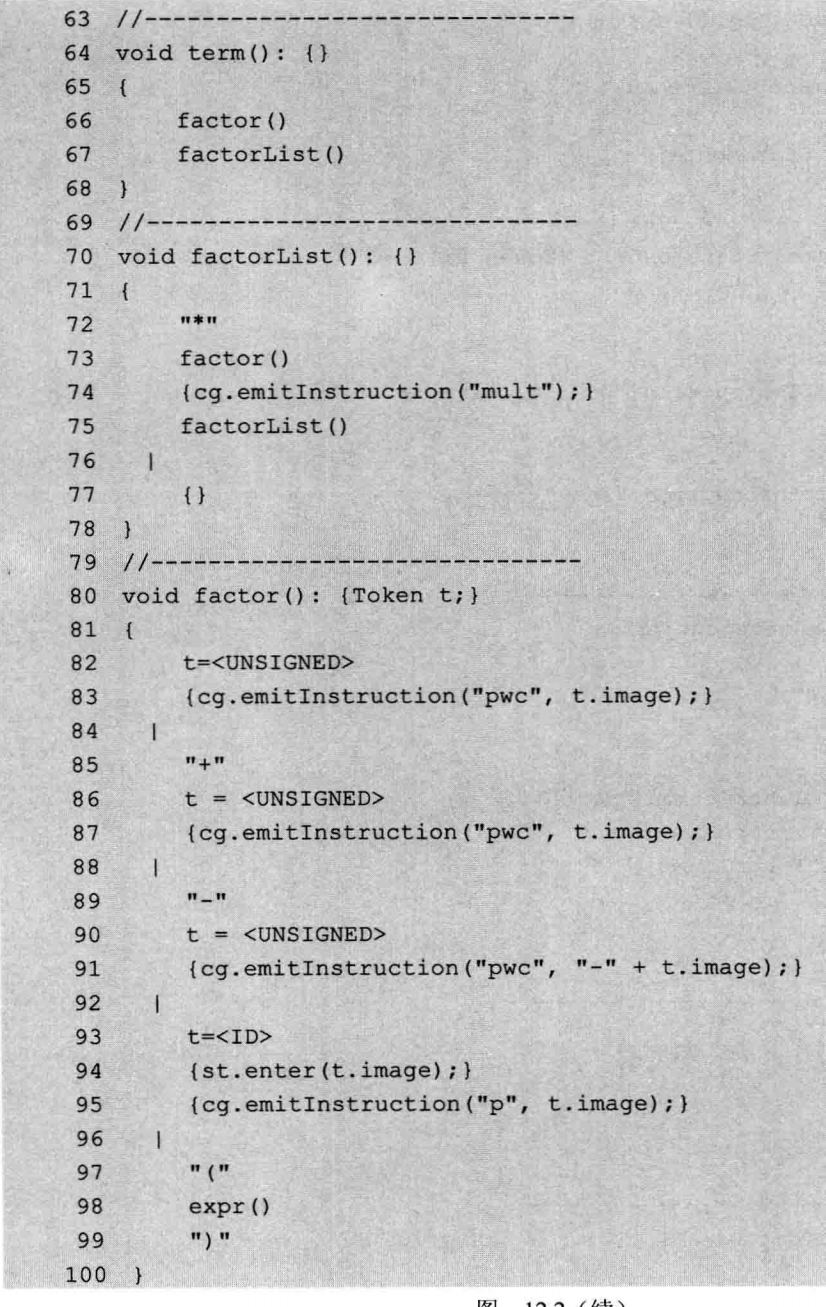 63 //------------------------------
64 void term(): {}
65 {
66     factor()
67     factorList()
68 }
69 //------------------------------
70 void factorList(): {}
71 {
72     "*"
73     factor()
74     {cg.emitInstruction("mult");}
75     factorList()
76   |
77     {}
78 }
79 //------------------------------
80 void factor(): {Token t;}
81 {
82     t=<UNSIGNED>
83     {cg.emitInstruction("pwc", t.image);}
84   |
85     "+"
86     t = <UNSIGNED>
87     {cg.emitInstruction("pwc", t.image);}
88   |
89     "-"
90     t = <UNSIGNED>
91     {cg.emitInstruction("pwc", "-" + t.image);}
92   |
93     t=<ID>
94     {st.enter(t.image);}
95     {cg.emitInstruction("p", t.image);}
96   |
97     "("
98     expr()
99     ")"
100 }
图 12.2（续）